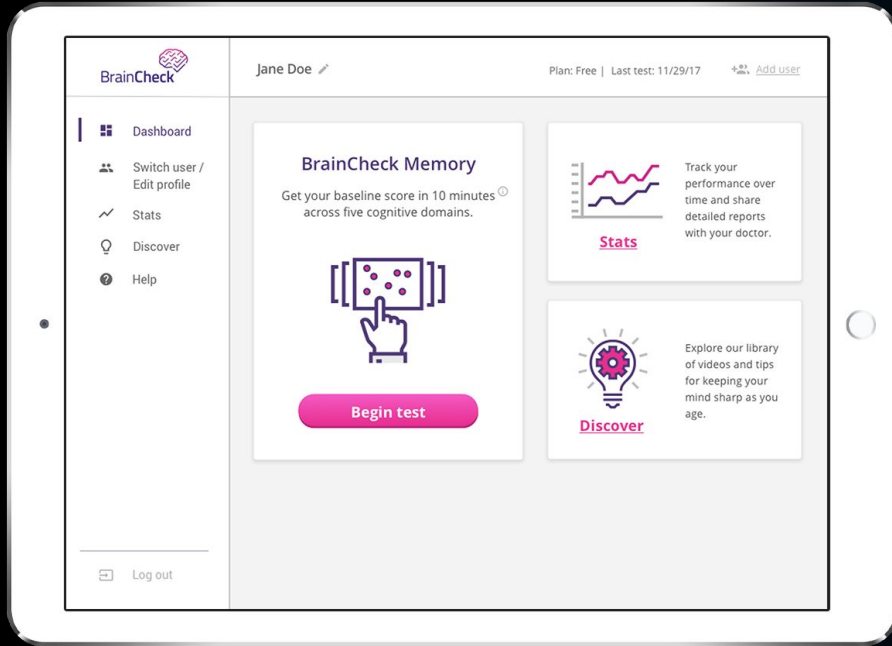 BrainCheck
Jane Doe
Plan: Free | Last test: 11/29/17
Add user
Dashboard
Switch user /
Edit profile
Stats
Discover
Help
Log out
BrainCheck Memory
Get your baseline score in 10 minutes
across five cognitive domains.
Begin test
Stats
Track your
performance over
time and share
detailed reports
with your doctor.
Discover
Explore our library
of videos and tips
for keeping your
mind sharp as you
age.